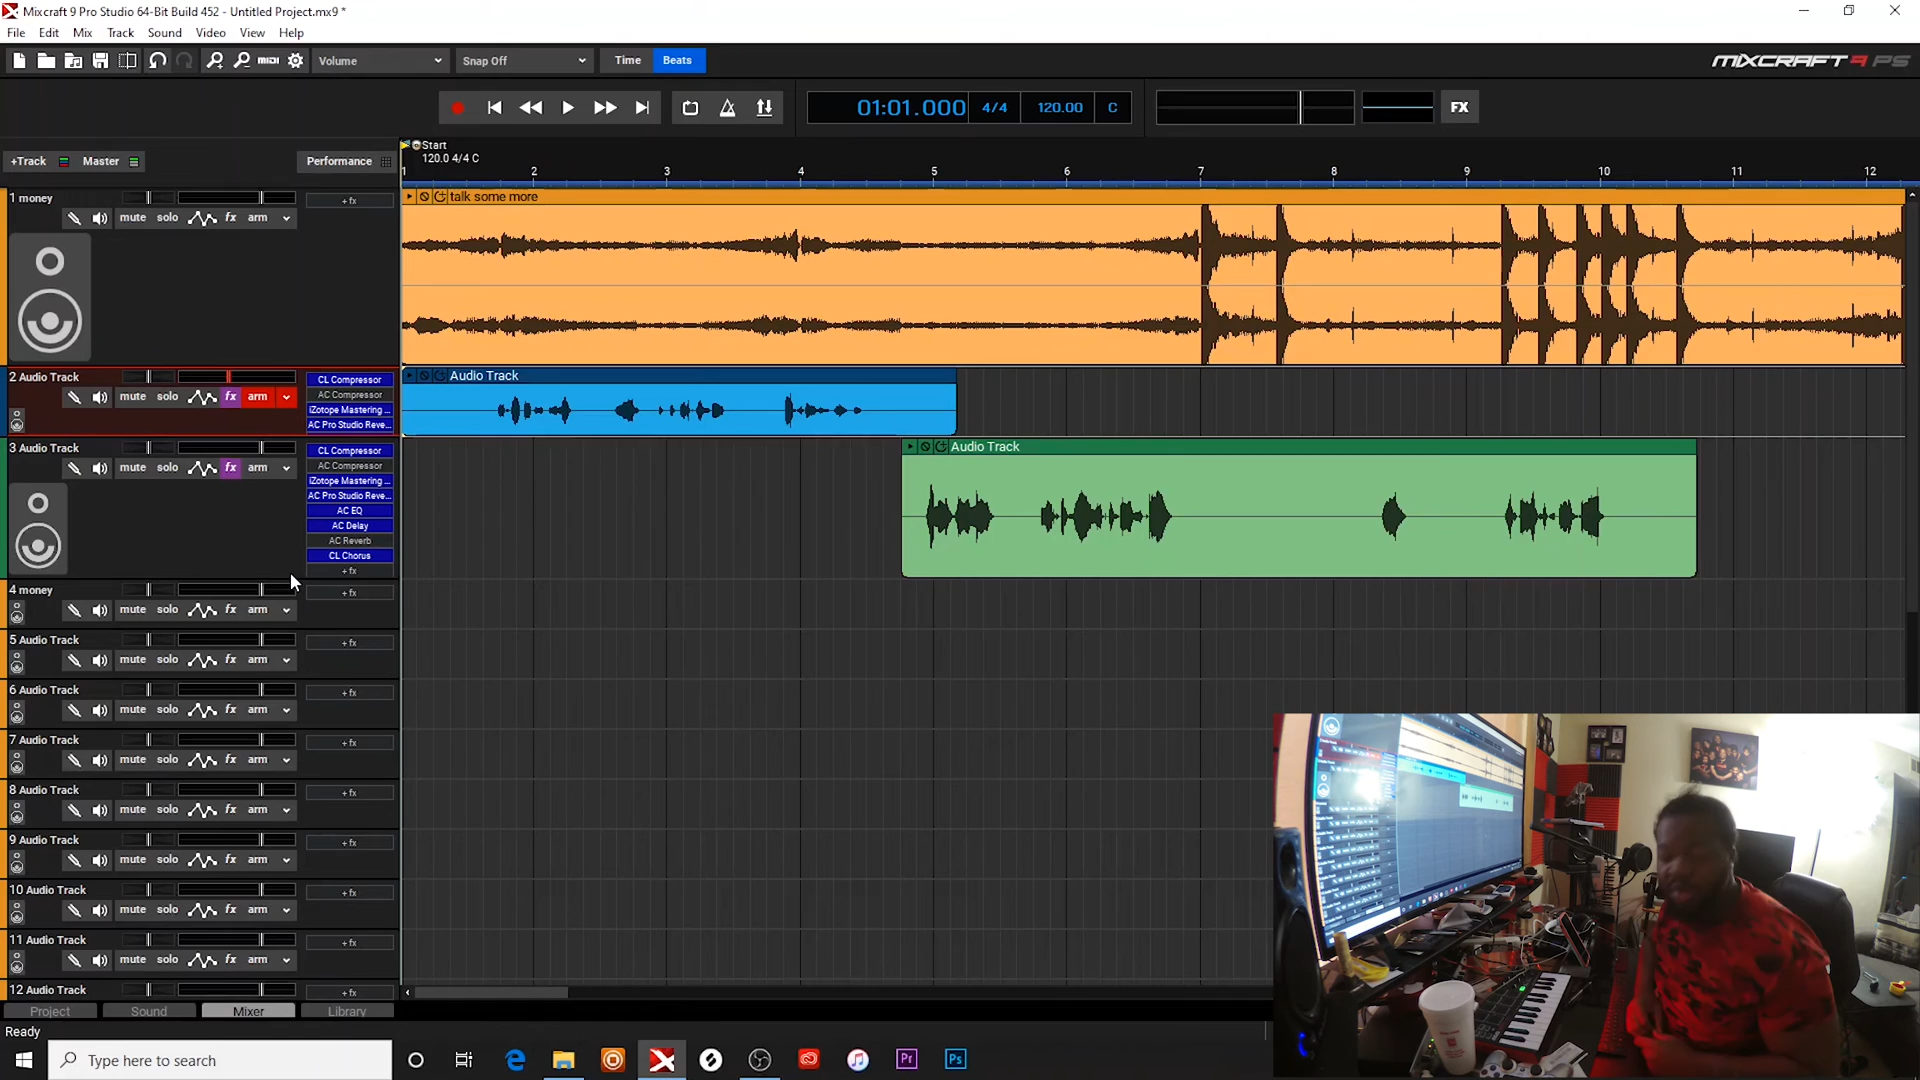 Mixcraft 9 Pro Studio 64-Bit Build 452 - Untitled Project.mx9 *
File Edit Mix Track Sound Video View Help
MIDI Volume Snap Off Time Beats MIXCRAFT 9 PS
01:01.000 4/4 120.00 C FX
+Track Master Performance
Start
120.0 4/4 C
1 2 3 4 5 6 7 8 9 10 11 12
1 money + fx
mute solo fx arm
talk some more
2 Audio Track
mute solo fx arm
CL Compressor
AC Compressor
iZotope Mastering ...
AC Pro Studio Reve...
Audio Track
3 Audio Track
mute solo fx arm
CL Compressor
AC Compressor
iZotope Mastering ...
AC Pro Studio Reve...
AC EQ
AC Delay
AC Reverb
CL Chorus
+ fx
Audio Track
4 money + fx
mute solo fx arm
5 Audio Track + fx
mute solo fx arm
6 Audio Track + fx
mute solo fx arm
7 Audio Track + fx
mute solo fx arm
8 Audio Track + fx
mute solo fx arm
9 Audio Track + fx
mute solo fx arm
10 Audio Track + fx
mute solo fx arm
11 Audio Track + fx
mute solo fx arm
12 Audio Track + fx
Project Sound Mixer Library
Ready
Type here to search
Pr Ps